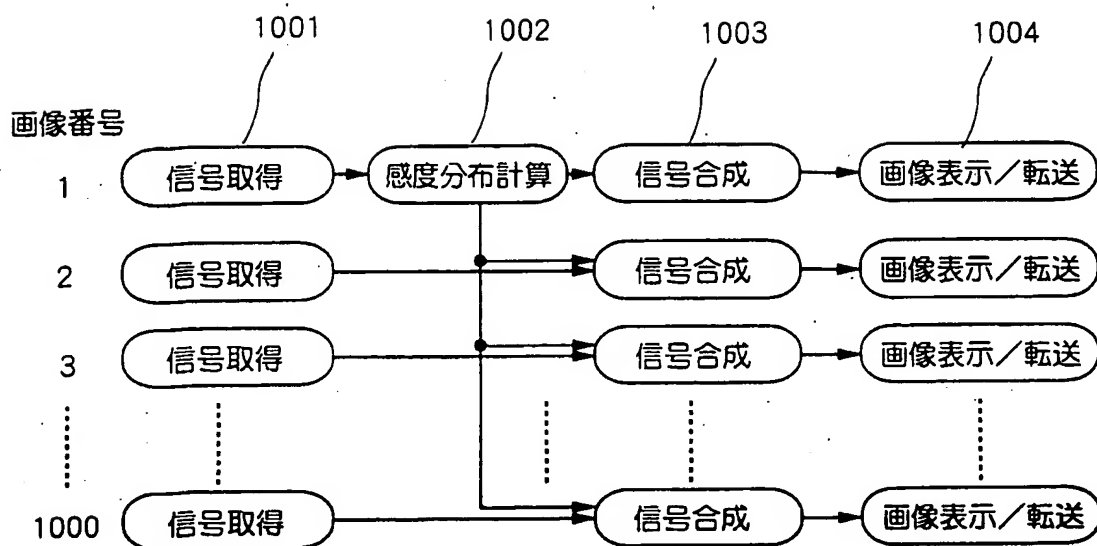 1001 1002 1003 1004
画像番号
1 信号取得 感度分布計算 信号合成 画像表示／転送
2 信号取得 信号合成 画像表示／転送
3 信号取得 信号合成 画像表示／転送
1000 信号取得 信号合成 画像表示／転送